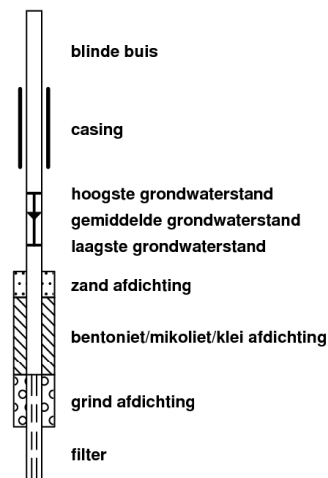 blinde buis
casing
hoogste grondwaterstand
gemiddelde grondwaterstand
laagste grondwaterstand
zand afdichting
bentoniet/mikoliet/klei afdichting
grind afdichting
filter